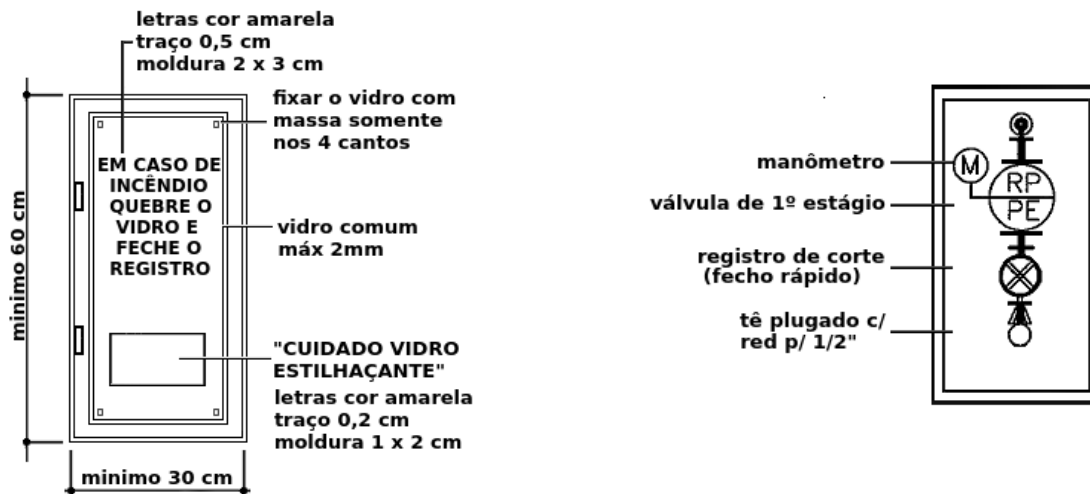 letras cor amarela
traço 0,5 cm
moldura 2 x 3 cm
fixar o vidro com
massa somente
nos 4 cantos
EM CASO DE
INCÊNDIO
QUEBRE O
VIDRO E
FECHE O
REGISTRO
vidro comum
máx 2mm
minimo 60 cm
"CUIDADO VIDRO
ESTILHAÇANTE"
letras cor amarela
traço 0,2 cm
moldura 1 x 2 cm
minimo 30 cm
manômetro
M
RP
PE
válvula de 1º estágio
registro de corte
(fecho rápido)
tê plugado c/
red p/ 1/2"